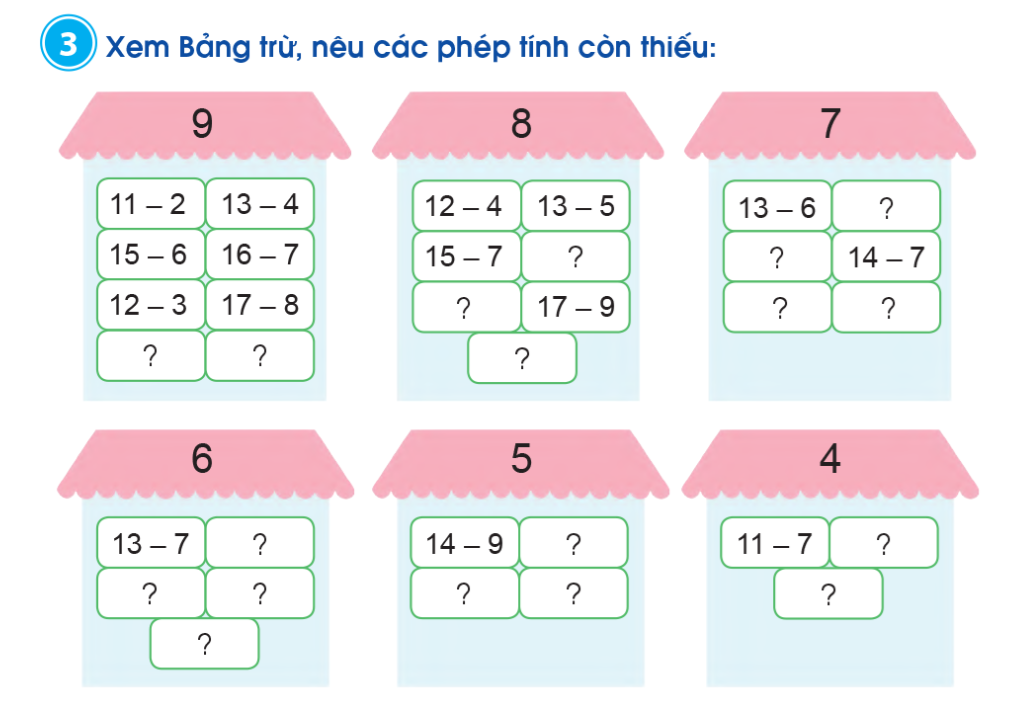 3 Xem Bảng trừ, nêu các phép tính còn thiếu:
9
11 – 2 13 – 4
15 – 6 16 – 7
12 – 3 17 – 8
? ?
8
12 – 4 13 – 5
15 – 7 ?
? 17 – 9
?
7
13 – 6 ?
? 14 – 7
? ?
6
13 – 7 ?
? ?
?
5
14 – 9 ?
? ?
4
11 – 7 ?
?